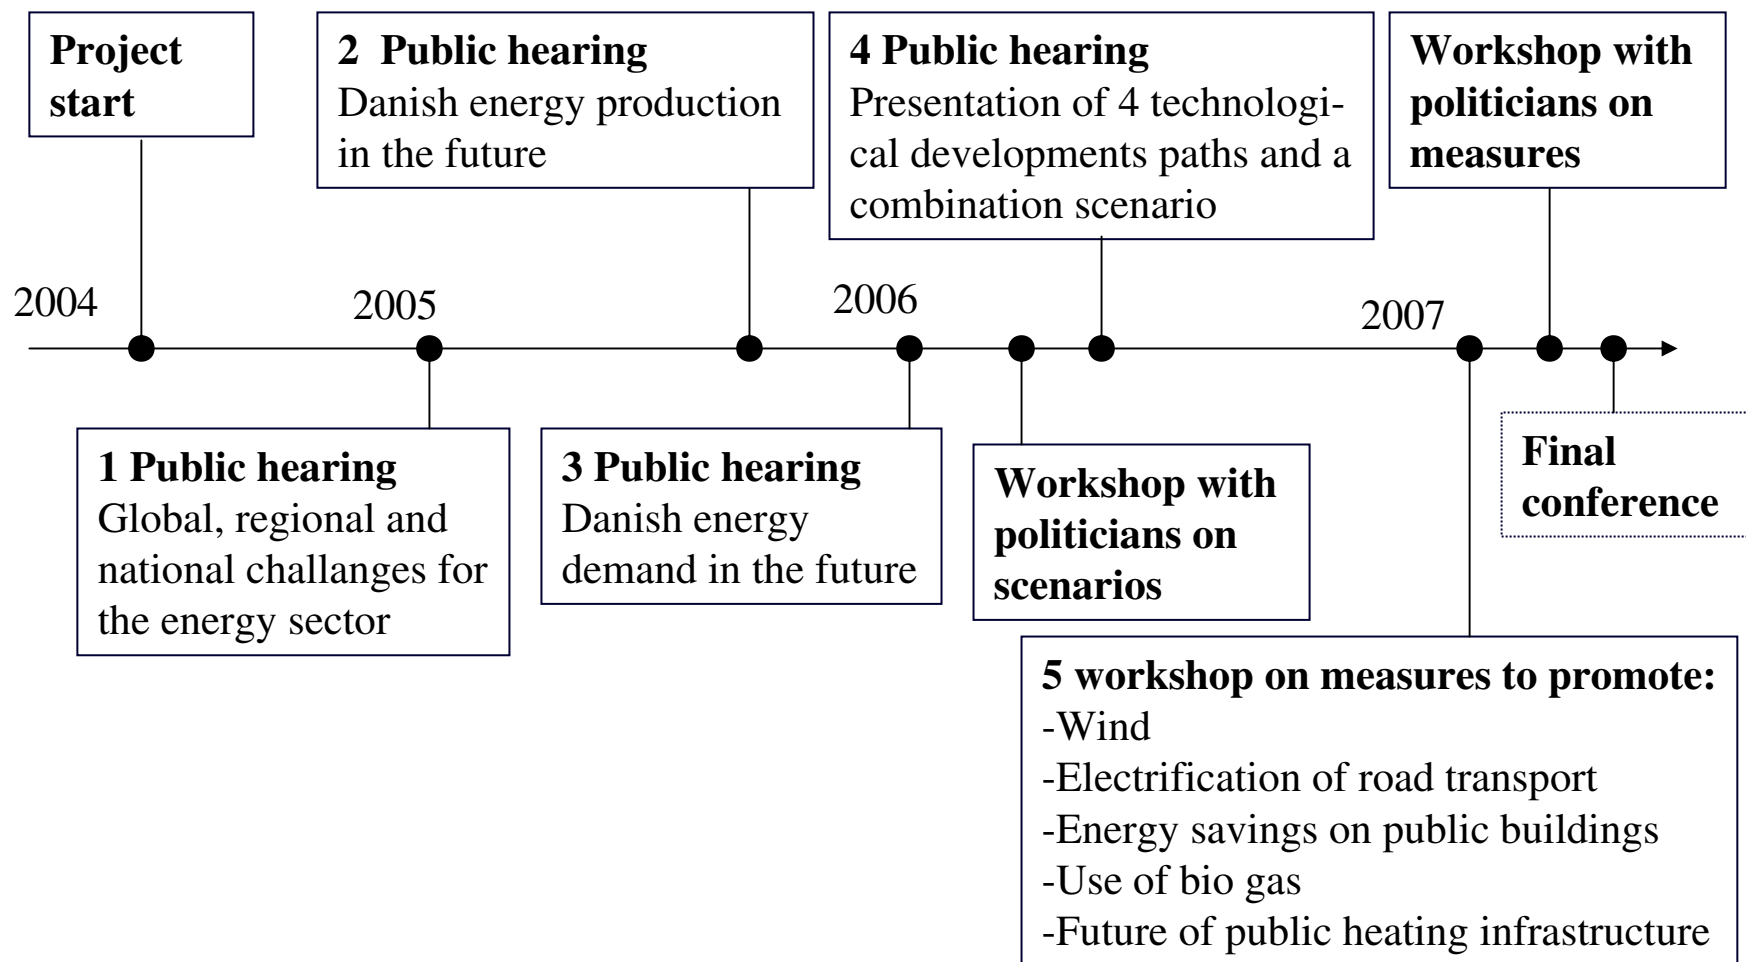 Project
start
2 Public hearing
Danish energy production
in the future
4 Public hearing
Presentation of 4 technologi-
cal developments paths and a
combination scenario
Workshop with
politicians on
measures
2004
2005
2006
2007
1 Public hearing
Global, regional and
national challanges for
the energy sector
3 Public hearing
Danish energy
demand in the future
Workshop with
politicians on
scenarios
Final
conference
5 workshop on measures to promote:
-Wind
-Electrification of road transport
-Energy savings on public buildings
-Use of bio gas
-Future of public heating infrastructure